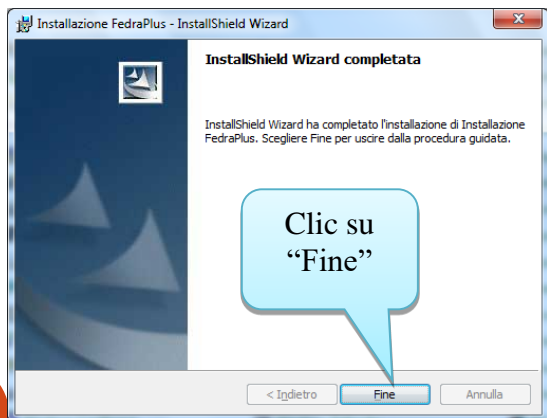 Installazione FedraPlus - InstallShield Wizard
InstallShield Wizard completata
InstallShield Wizard ha completato l'installazione di Installazione
FedraPlus. Scegliere Fine per uscire dalla procedura guidata.
Clic su
“Fine”
< Indietro
Fine
Annulla